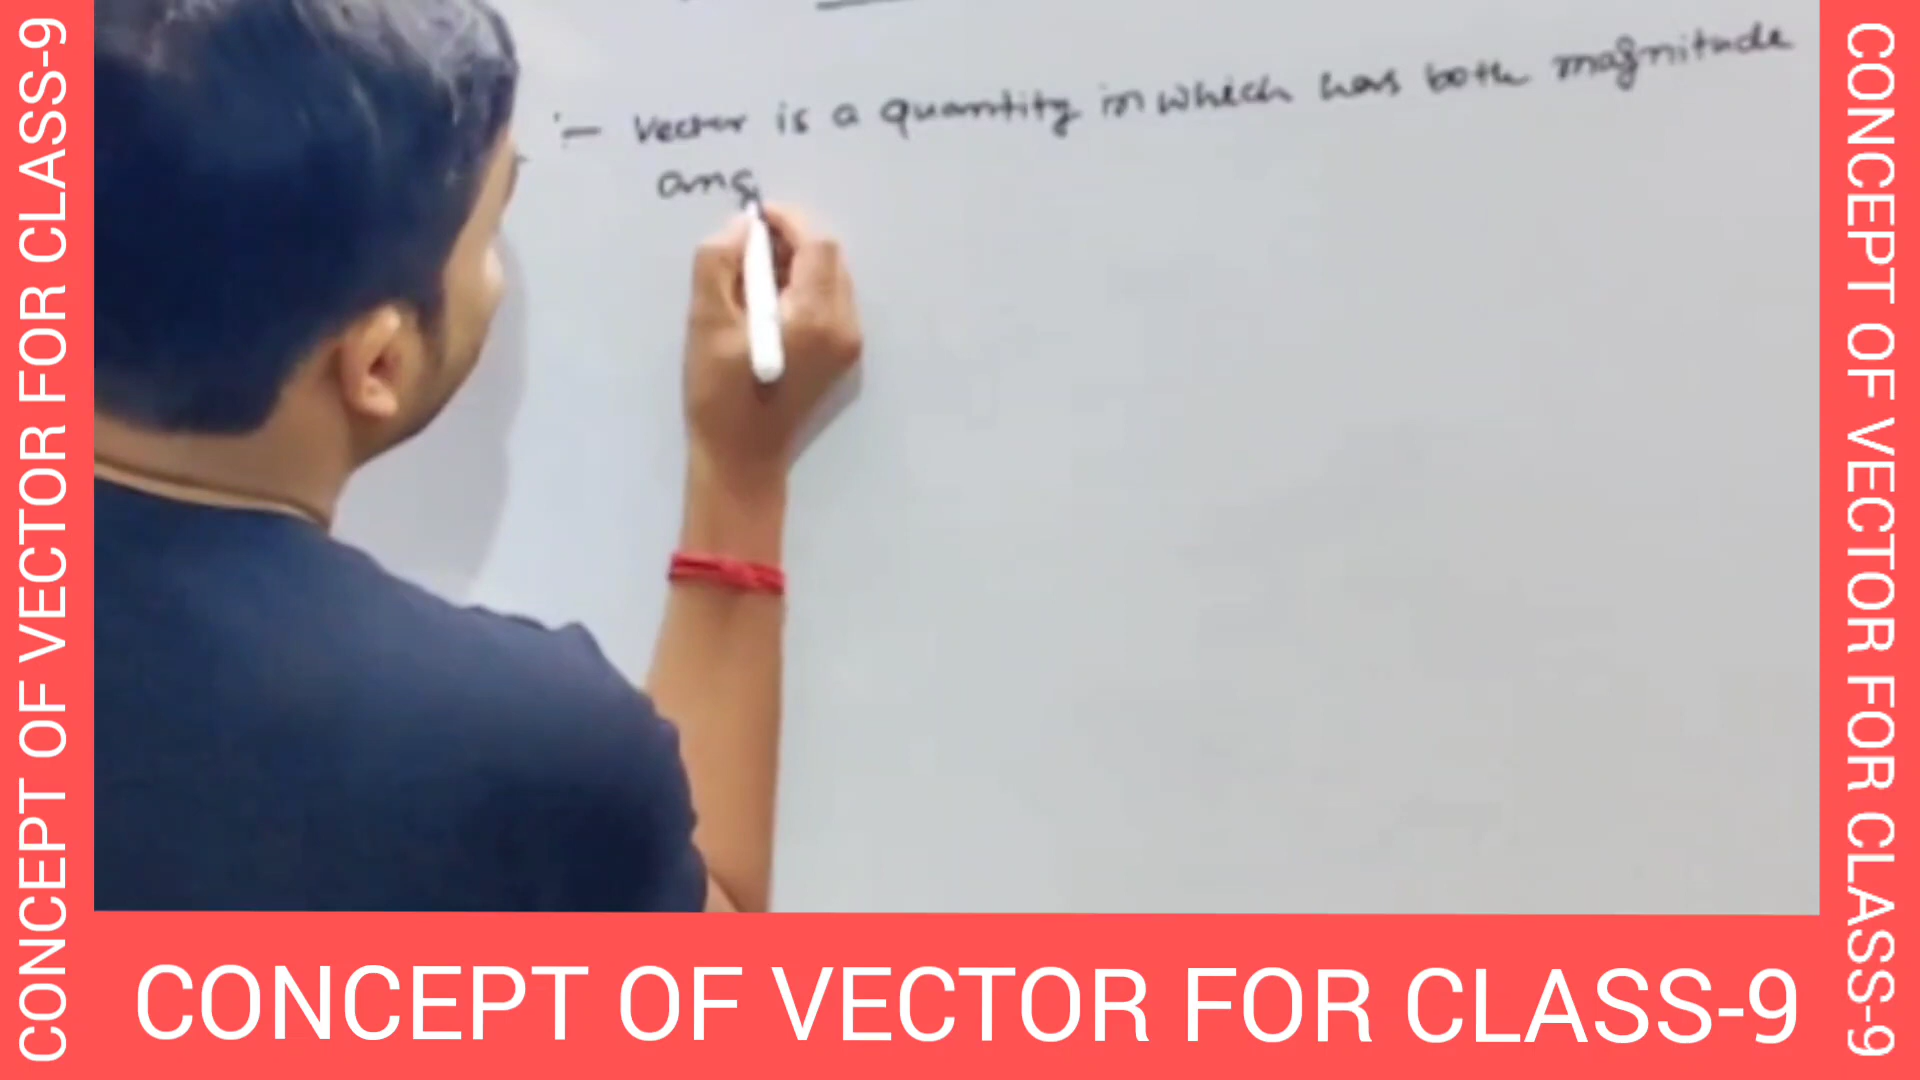 CONCEPT OF VECTOR FOR CLASS-9
:- Vector is a quantity in which has both magnitude
CONCEPT OF VECTOR FOR CLASS-9
CONCEPT OF VECTOR FOR CLASS-9